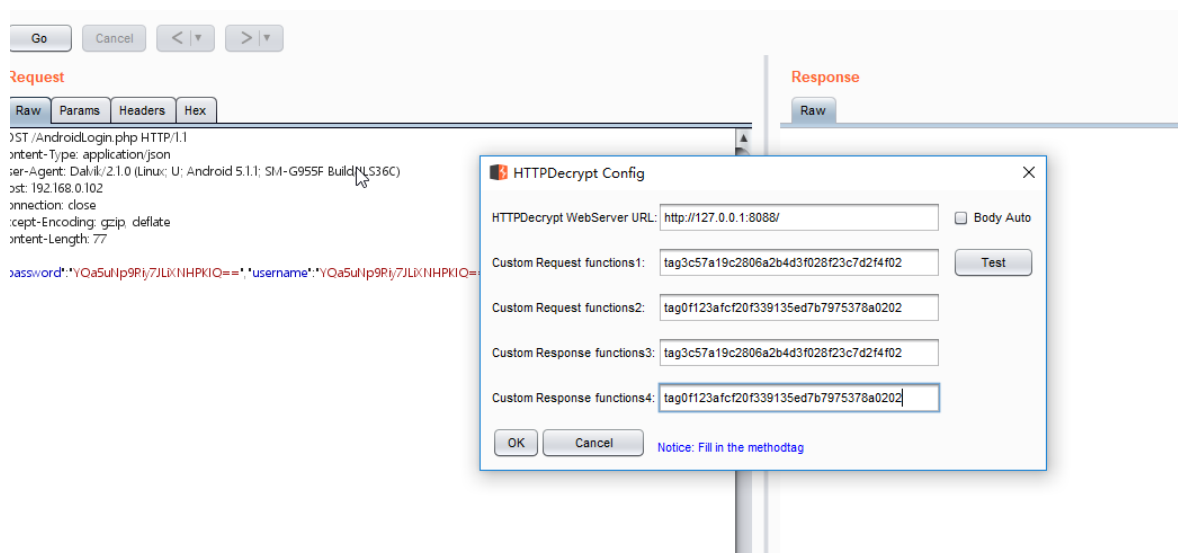 Go Cancel < ▼ > ▼
Request
Response
Raw Params Headers Hex
Raw
OST /AndroidLogin.php HTTP/1.1
ontent-Type: application/json
ser-Agent: Dalvik/2.1.0 (Linux; U; Android 5.1.1; SM-G955F Build/NLS36C)
ost: 192.168.0.102
onnection: close
ccept-Encoding: gzip, deflate
ontent-Length: 77
password":"YQa5uNp9Riy7JLiXNHPKIQ==","username":"YQa5uNp9Riy7JLiXNHPKIQ==
HTTPDecrypt Config
HTTPDecrypt WebServer URL: http://127.0.0.1:8088/ Body Auto
Custom Request functions1: tag3c57a19c2806a2b4d3f028f23c7d2f4f02 Test
Custom Request functions2: tag0f123afcf20f339135ed7b7975378a0202
Custom Response functions3: tag3c57a19c2806a2b4d3f028f23c7d2f4f02
Custom Response functions4: tag0f123afcf20f339135ed7b7975378a0202
OK Cancel Notice: Fill in the methodtag